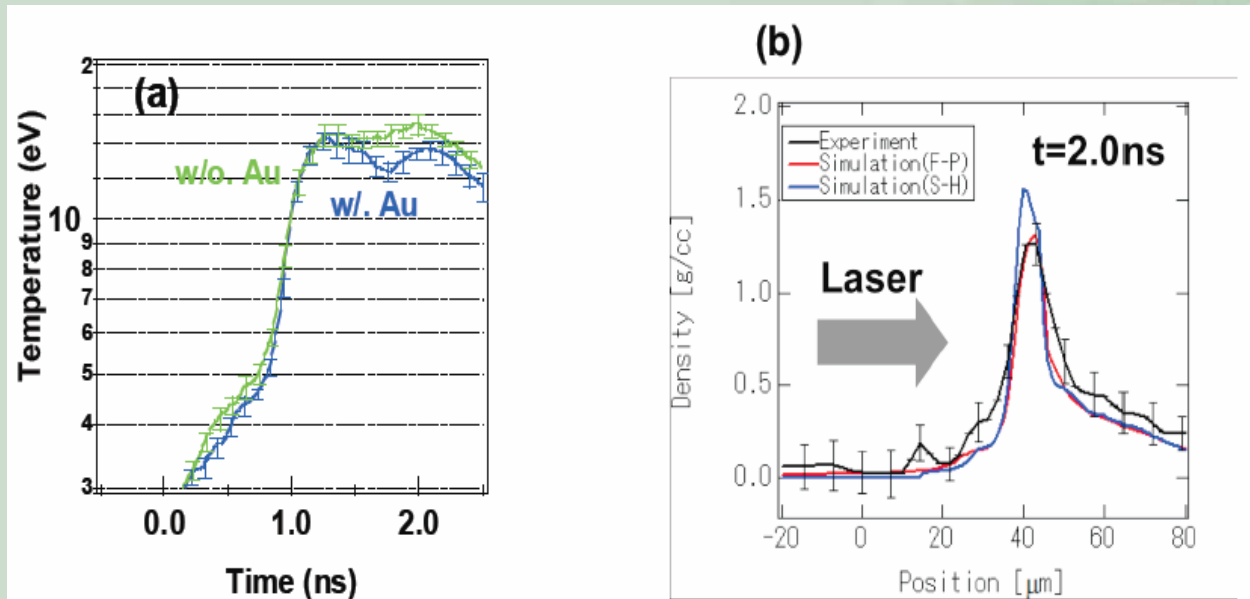 (a)
Temperature (eV)
2
10
9
8
7
6
5
4
3
w/o. Au
w/. Au
0.0 1.0 2.0
Time (ns)
(b)
2.0
1.5
1.0
0.5
0.0
Density [g/cc]
Experiment
Simulation(F-P)
Simulation(S-H)
t=2.0ns
Laser
-20 0 20 40 60 80
Position [μm]